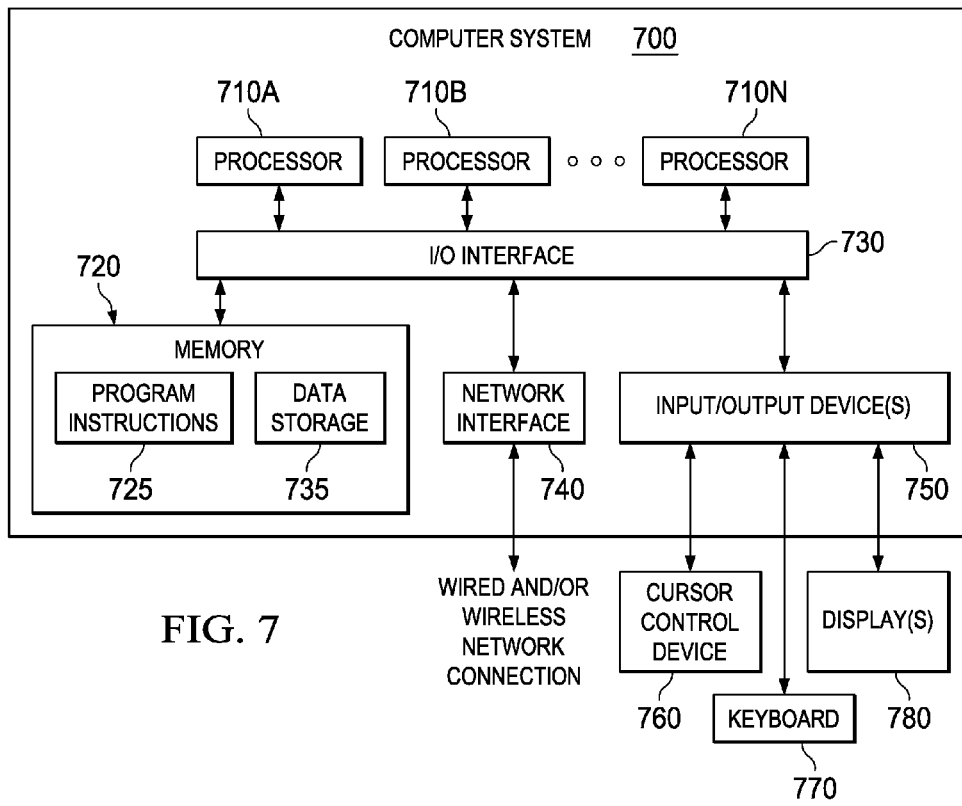 COMPUTER SYSTEM 700
710A 710B 710N
PROCESSOR PROCESSOR PROCESSOR
I/O INTERFACE
730
720
MEMORY
PROGRAM
INSTRUCTIONS
DATA
STORAGE
725
735
NETWORK
INTERFACE
740
INPUT/OUTPUT DEVICE(S)
750
WIRED AND/OR
WIRELESS
NETWORK
CONNECTION
CURSOR
CONTROL
DEVICE
760
KEYBOARD
770
DISPLAY(S)
780
FIG. 7